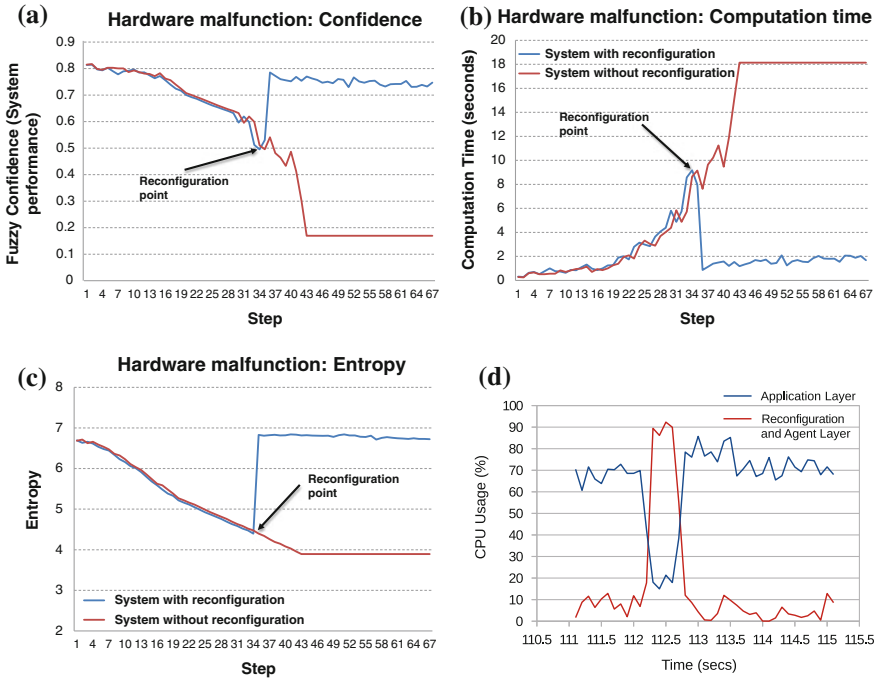 (a) Hardware malfunction: Confidence
Fuzzy Confidence (System
performance)
0.9
0.8
0.7
0.6
0.5
0.4
0.3
0.2
0.1
0
Reconfiguration
point
1 4 7 10 13 16 19 22 25 28 31 34 37 40 43 46 49 52 55 58 61 64 67
Step
(b) Hardware malfunction: Computation time
Computation Time (seconds)
20
18
16
14
12
10
8
6
4
2
0
System with reconfiguration
System without reconfiguration
Reconfiguration
point
1 4 7 10 13 16 19 22 25 28 31 34 37 40 43 46 49 52 55 58 61 64 67
Step
(c) Hardware malfunction: Entropy
Entropy
8
7
6
5
4
3
2
Reconfiguration
point
System with reconfiguration
System without reconfiguration
1 4 7 10 13 16 19 22 25 28 31 34 37 40 43 46 49 52 55 58 61 64 67
Step
(d)
Application Layer
Reconfiguration
and Agent Layer
CPU Usage (%)
100
90
80
70
60
50
40
30
20
10
0
110.5 111 111.5 112 112.5 113 113.5 114 114.5 115 115.5
Time (secs)